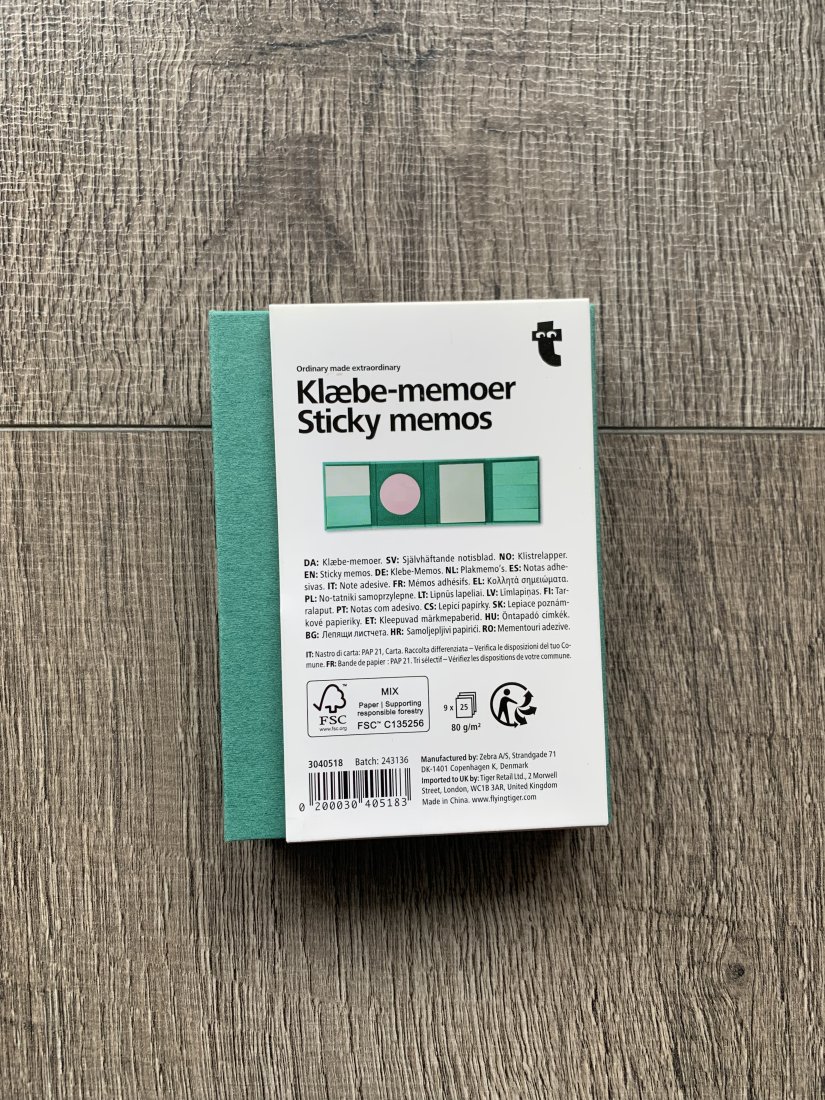 Ordinary made extraordinary
Klæbe-memoer
Sticky memos
DA: Klæbe-memoer. SV: Självhäftande notisblad. NO: Klistrelapper.
EN: Sticky memos. DE: Klebe-Memos. NL: Plakmemo's. ES: Notas adhe-
sivas. IT: Note adesive. FR: Mémos adhésifs. EL: Κολλητά σημειώματα.
PL: No-tatniki samoprzylepne. LT: Lipnūs lapeliai. LV: Līmlapiņas. FI: Tar-
ralaput. PT: Notas com adesivo. CS: Lepicí papírky. SK: Lepiace poznám-
kové papieriky. ET: Kleepuvad märkmepaberid. HU: Öntapadó címkék.
BG: Лепящи листчета. HR: Samoljepljivi papirići. RO: Mementouri adezive.
IT: Nastro di carta: PAP 21, Carta. Raccolta differenziata – Verifica le disposizioni del tuo Co-
mune. FR: Bande de papier : PAP 21. Tri sélectif – Vérifiez les dispositions de votre commune.
FSC
www.fsc.org
MIX
Paper | Supporting
responsible forestry
FSC™ C135256
9 x 25
80 g/m²
3040518 Batch: 243136
0 200030 405183
Manufactured by: Zebra A/S, Strandgade 71
DK-1401 Copenhagen K, Denmark
Imported to UK by: Tiger Retail Ltd., 2 Morwell
Street, London, WC1B 3AR, United Kingdom
Made in China. www.flyingtiger.com